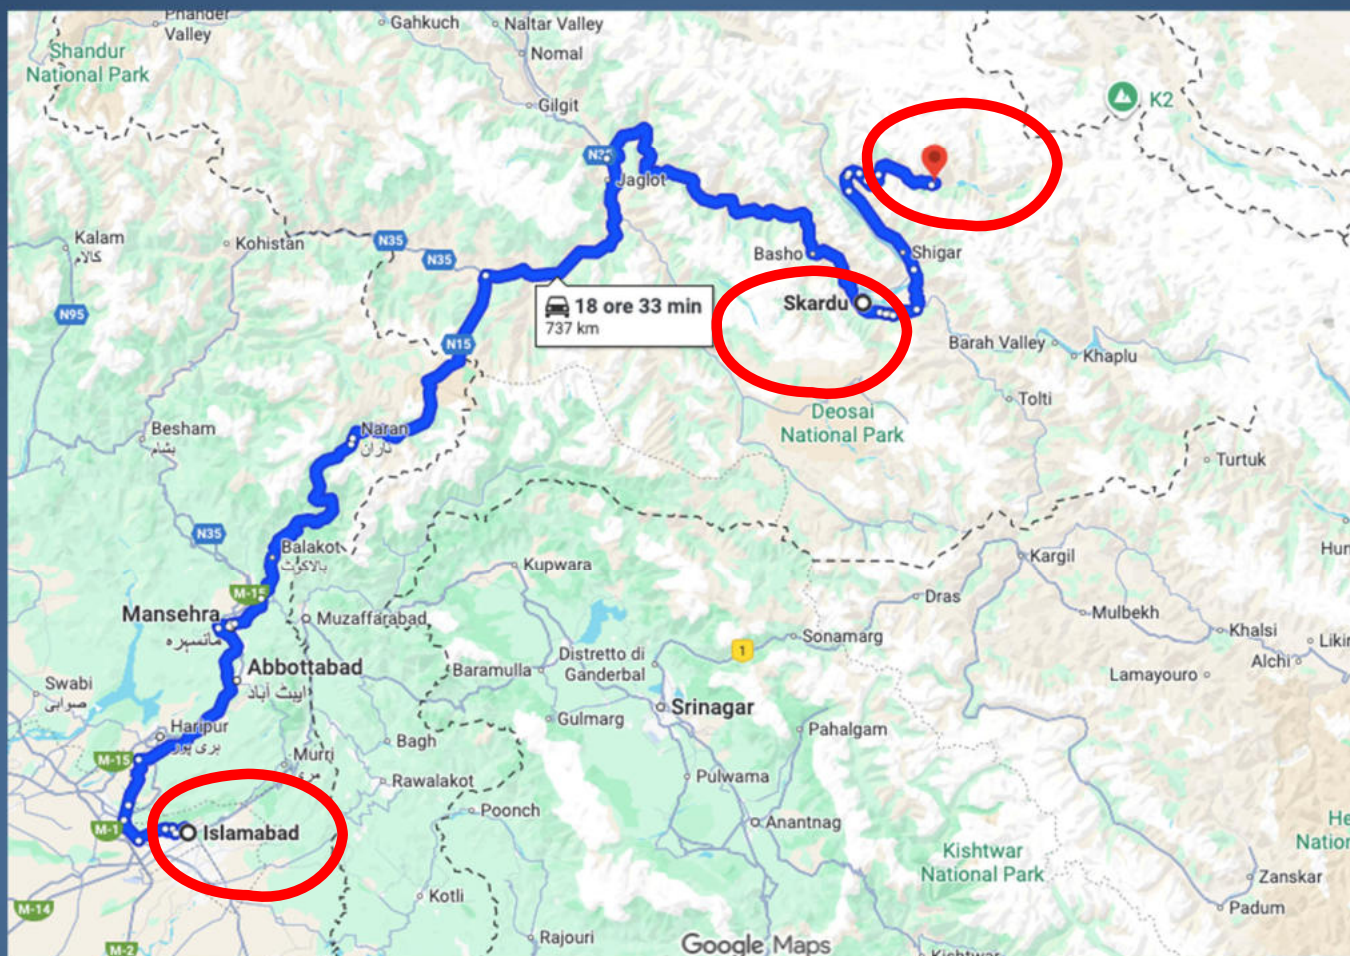 Phander
Valley
Gahkuch
Naltar Valley
Shandur
National Park
Nomal
K2
Gilgit
N35
Jaglot
Kalam
كالام
Kohistan
N35
N35
Basho
Shigar
18 ore 33 min
737 km
Skardu
N95
N15
Barah Valley
Khaplu
Tolti
Deosai
National Park
Besham
بشام
Naran
ناران
Turtuk
N35
Balakot
بالاکوٹ
Kupwara
Kargil
Hun
M-15
Dras
Mansehra
مانسہرہ
Muzaffarabad
Mulbekh
Khalsi
Sonamarg
1
Likir
Distretto di
Ganderbal
Alchi
Abbottabad
ایبٹ آباد
Baramulla
Lamayouro
Swabi
صوابی
Srinagar
Gulmarg
Haripur
ہری پور
Pahalgam
Bagh
Murri
مری
M-15
Rawalakot
Pulwama
Poonch
M-1
Islamabad
Anantnag
He
Nation
Kishtwar
National Park
Zanskar
Kotli
M-14
Padum
Rajouri
Google Maps
M-2
Kishtwar